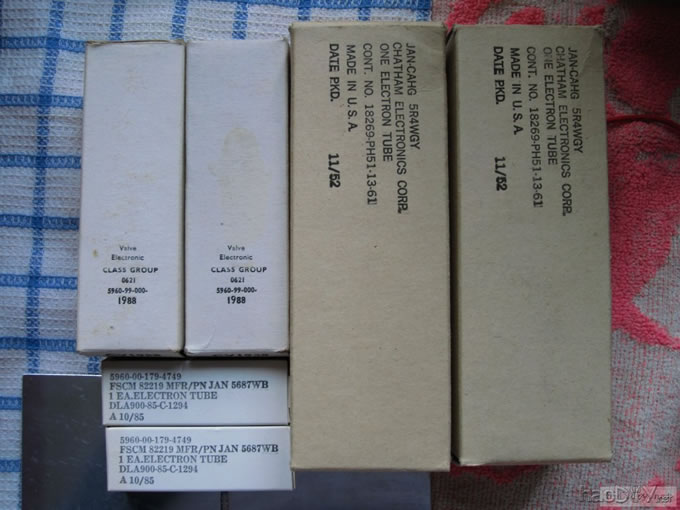 Valve
Electronic
CLASS GROUP
0621
5960-99-000-
1988
Valve
Electronic
CLASS GROUP
0621
5960-99-000-
1988
JAN-CAHG 5R4WGY
CHATHAM ELECTRONICS CORP.
ONE ELECTRON TUBE
CONT. NO. 18269-PH51-13-61
MADE IN U.S.A.
DATE PKD. 11/52
JAN-CAHG 5R4WGY
CHATHAM ELECTRONICS CORP.
ONE ELECTRON TUBE
CONT. NO. 18269-PH51-13-61
MADE IN U.S.A.
DATE PKD. 11/52
5960-00-179-4749
FSCM 82219 MFR/PN JAN 5687WB
1 EA.ELECTRON TUBE
DLA900-85-C-1294
A 10/85
5960-00-179-4749
FSCM 82219 MFR/PN JAN 5687WB
1 EA.ELECTRON TUBE
DLA900-85-C-1294
A 10/85